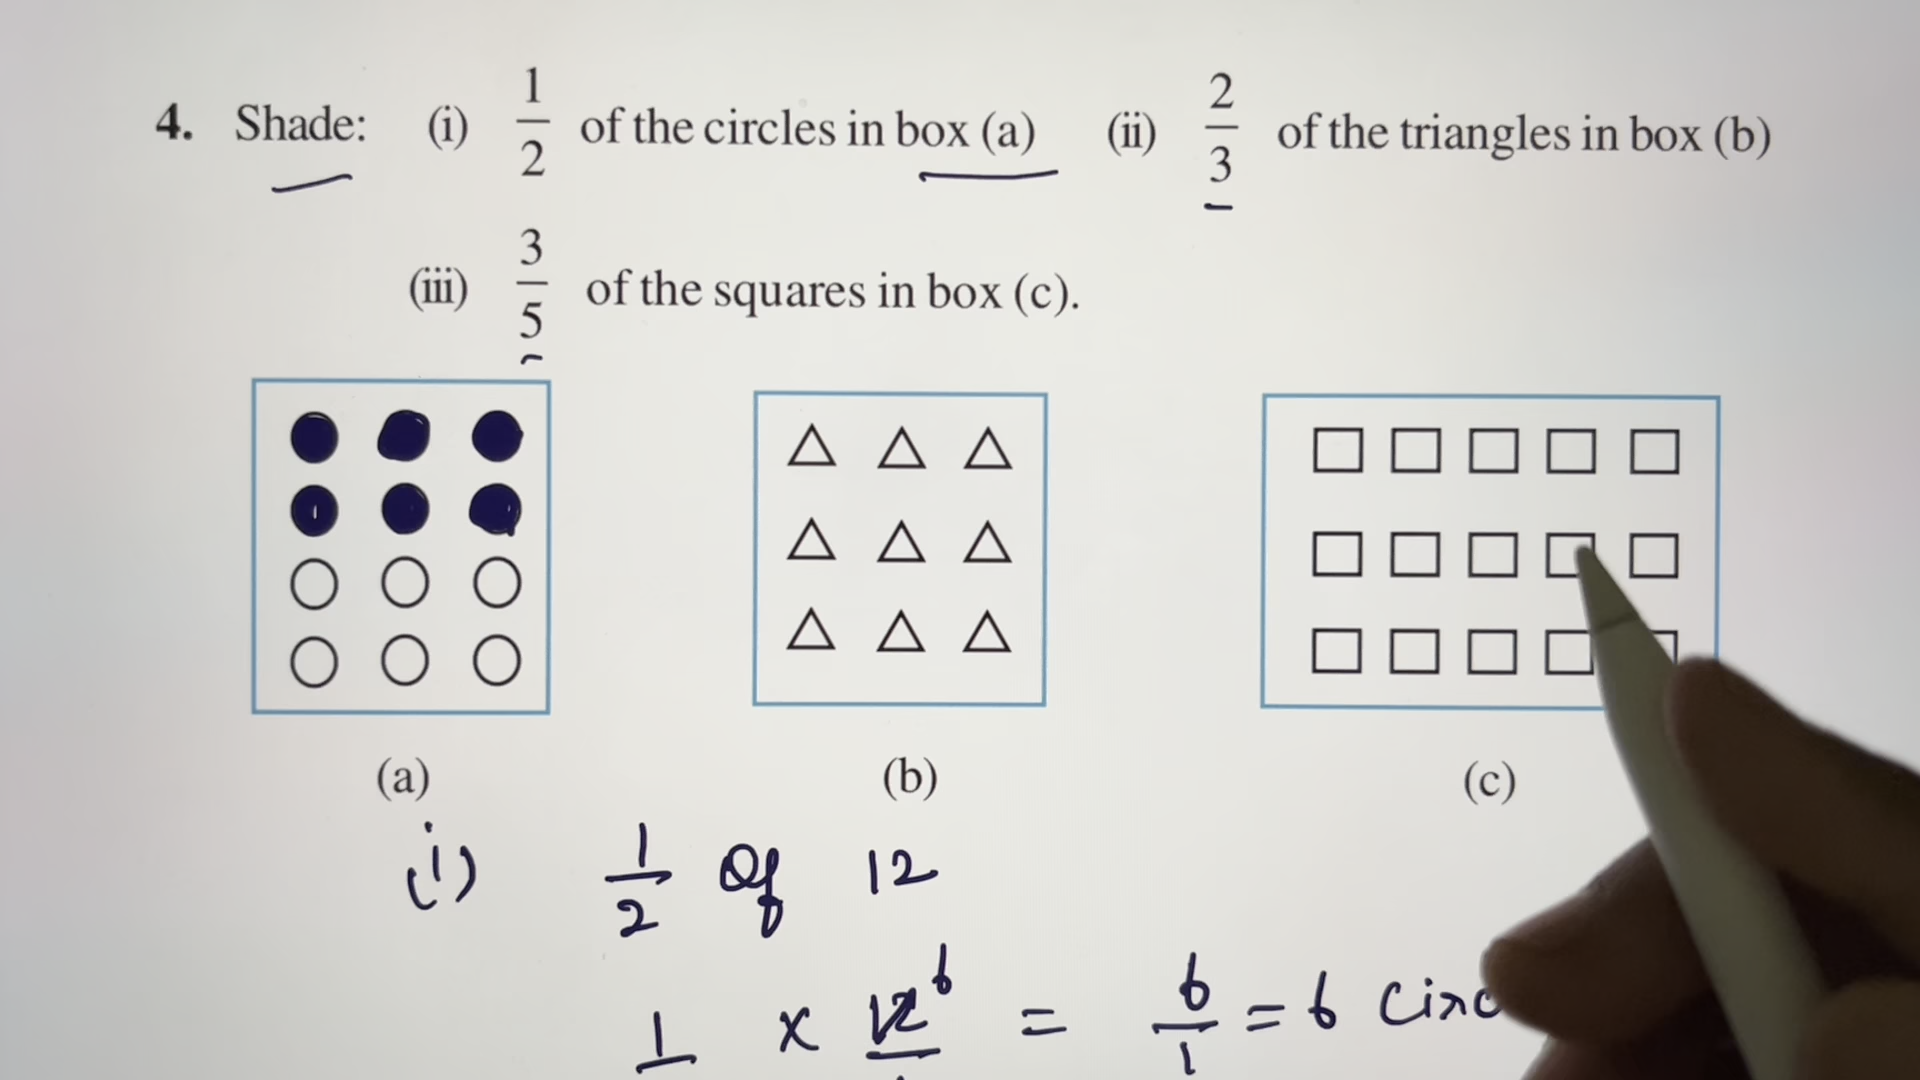 4. Shade: (i) 1/2 of the circles in box (a) (ii) 2/3 of the triangles in box (b)
(iii) 3/5 of the squares in box (c).
(a) (b) (c)
(i) 1/2 of 12
1 x 12 6 = 6/1 = 6